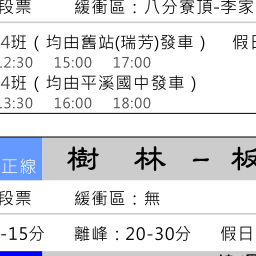 段票 緩衝區：八分寮頂-李家
4班（均由舊站(瑞芳)發車） 假日
12:30 15:00 17:00
4班（均由平溪國中發車）
13:30 16:00 18:00
正線 樹 林 － 板
段票 緩衝區：無
-15分 離峰：20-30分 假日